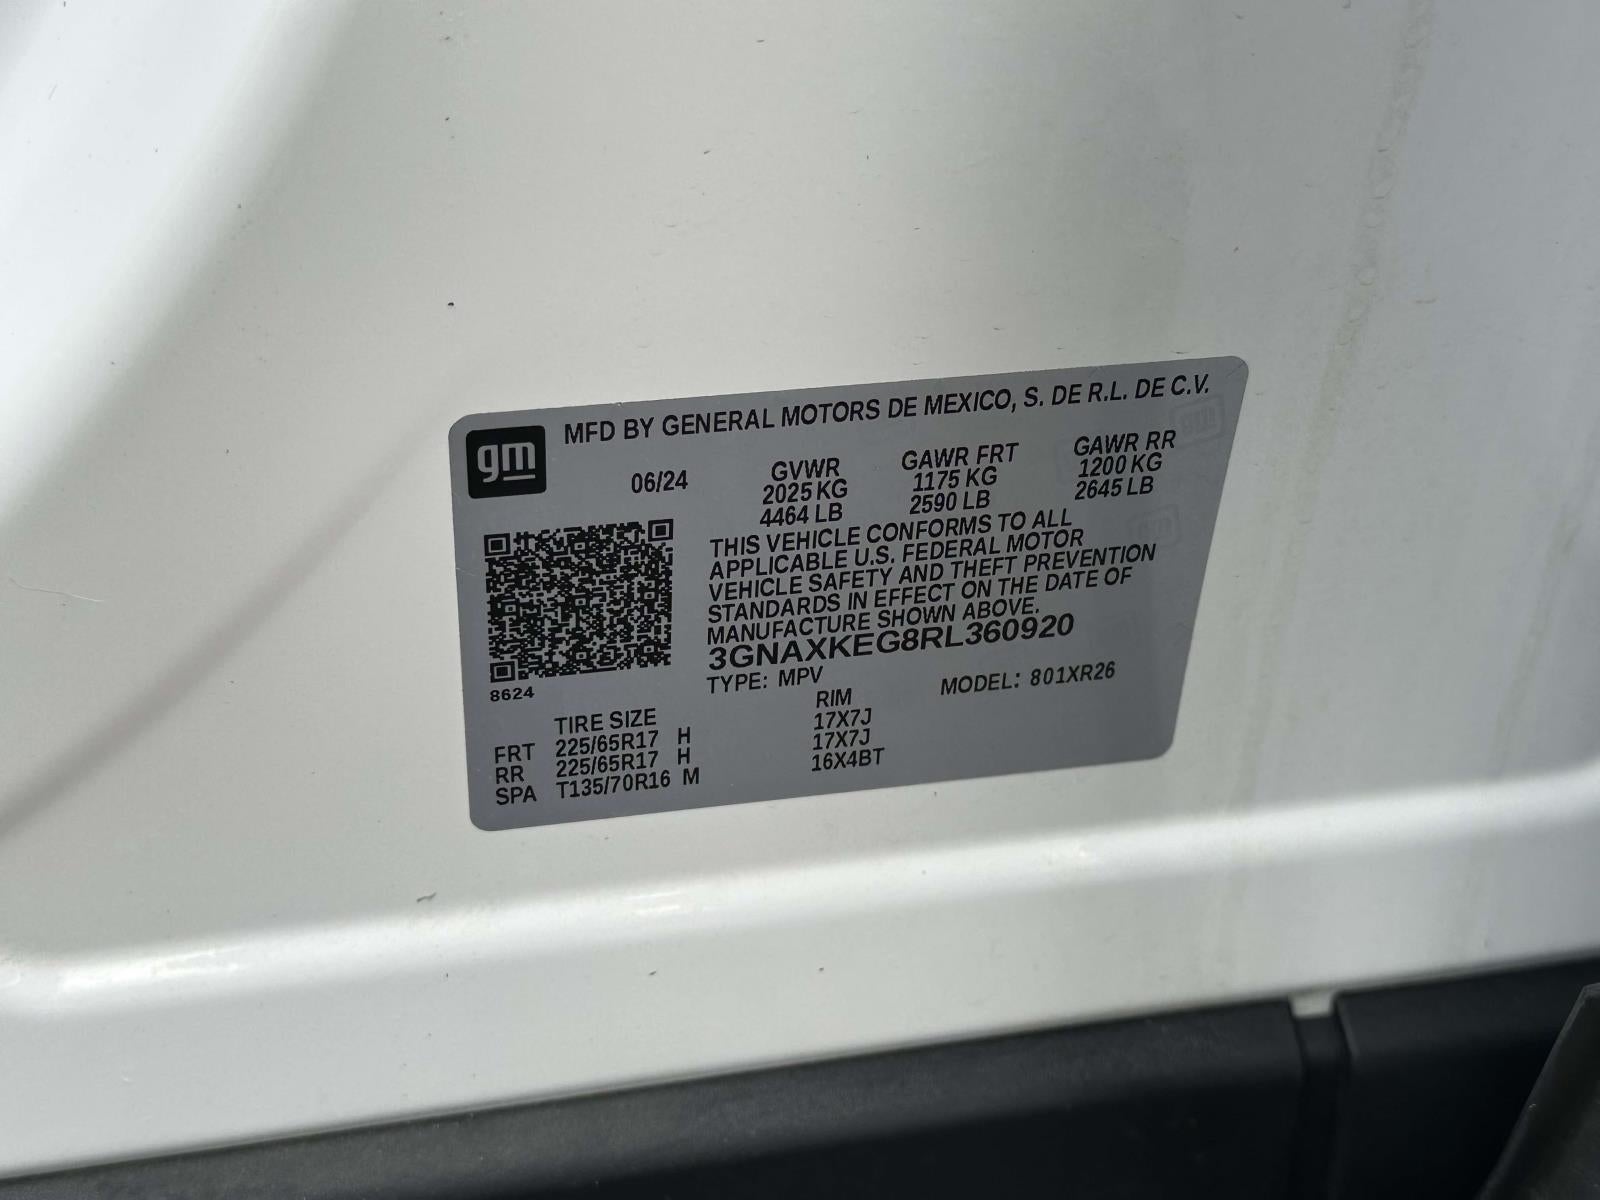 MFD BY GENERAL MOTORS DE MEXICO, S. DE R.L. DE C.V.
gm
06/24
GVWR
2025 KG
4464 LB
GAWR FRT
1175 KG
2590 LB
GAWR RR
1200 KG
2645 LB
THIS VEHICLE CONFORMS TO ALL
APPLICABLE U.S. FEDERAL MOTOR
VEHICLE SAFETY AND THEFT PREVENTION
STANDARDS IN EFFECT ON THE DATE OF
MANUFACTURE SHOWN ABOVE.
3GNAXKEG8RL360920
TYPE: MPV MODEL: 801XR26
8624
TIRE SIZE RIM
FRT 225/65R17 H 17X7J
RR 225/65R17 H 17X7J
SPA T135/70R16 M 16X4BT